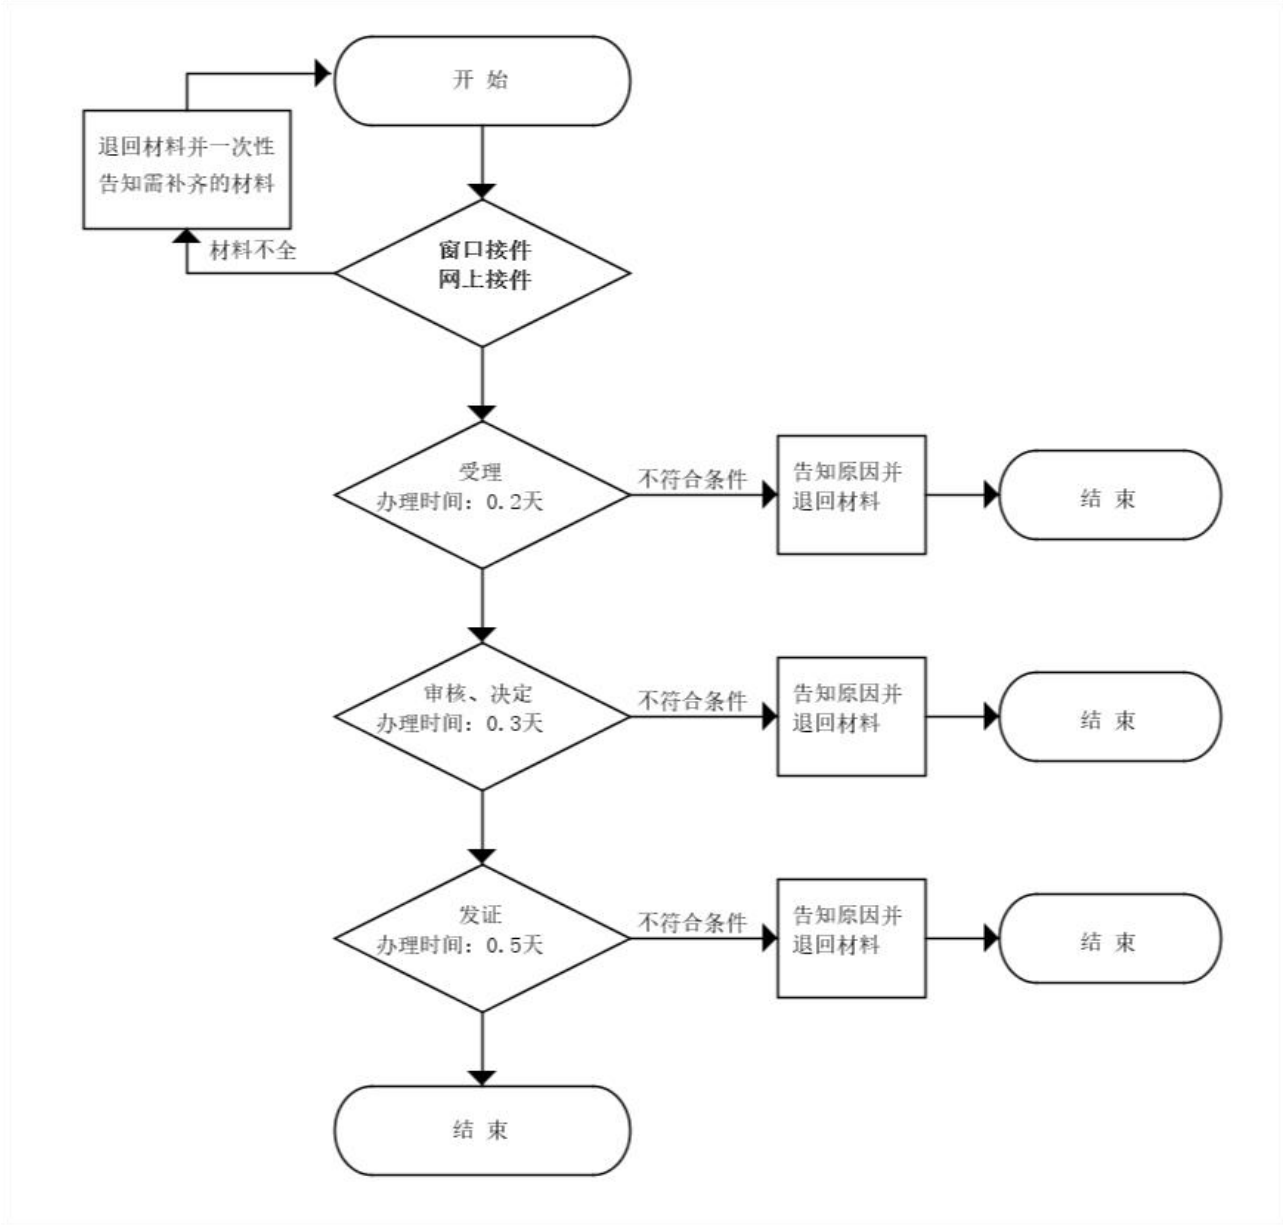 开 始
退回材料并一次性
告知需补齐的材料
材料不全
窗口接件
网上接件
受理
办理时间: 0.2天
不符合条件
告知原因并
退回材料
结 束
审核、决定
办理时间: 0.3天
不符合条件
告知原因并
退回材料
结 束
发证
办理时间: 0.5天
不符合条件
告知原因并
退回材料
结 束
结 束